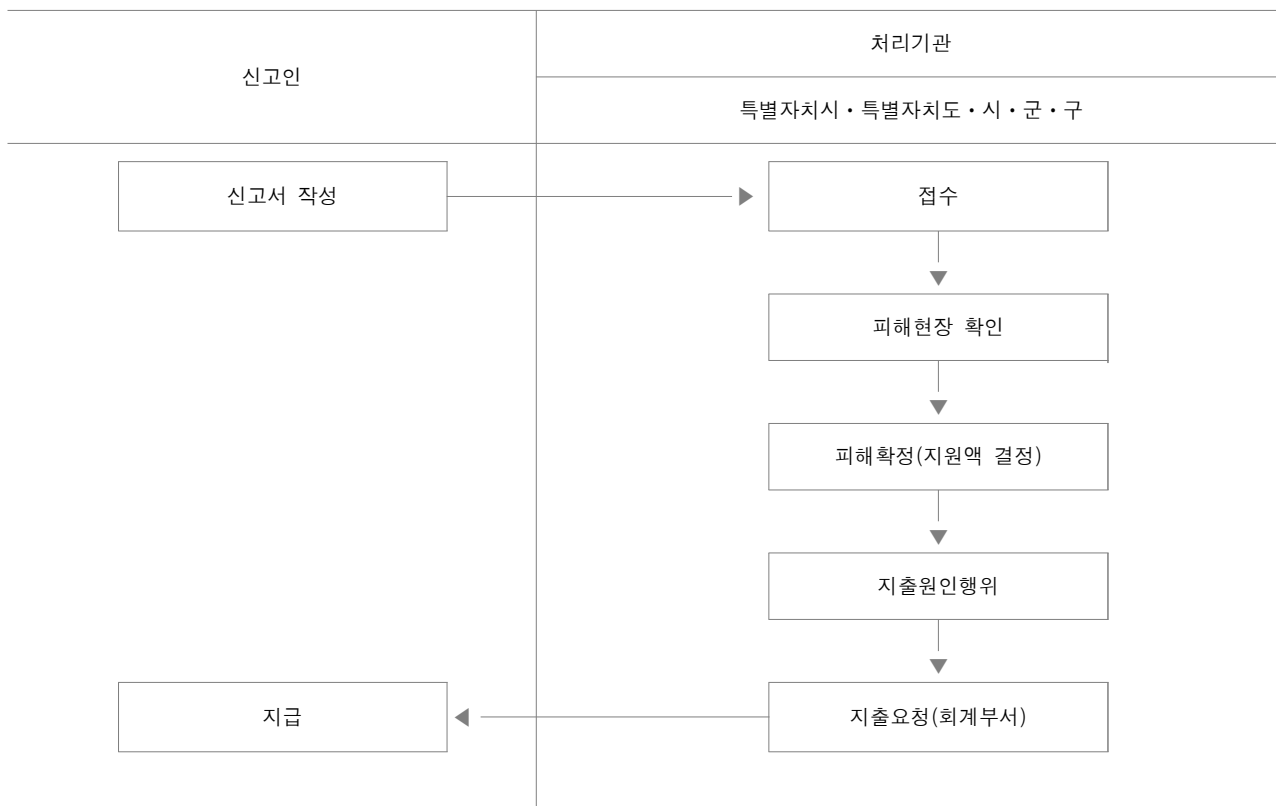 신고인
처리기관
특별자치시・특별자치도・시・군・구
신고서 작성
접수
피해현장 확인
피해확정(지원액 결정)
지출원인행위
지급
지출요청(회계부서)